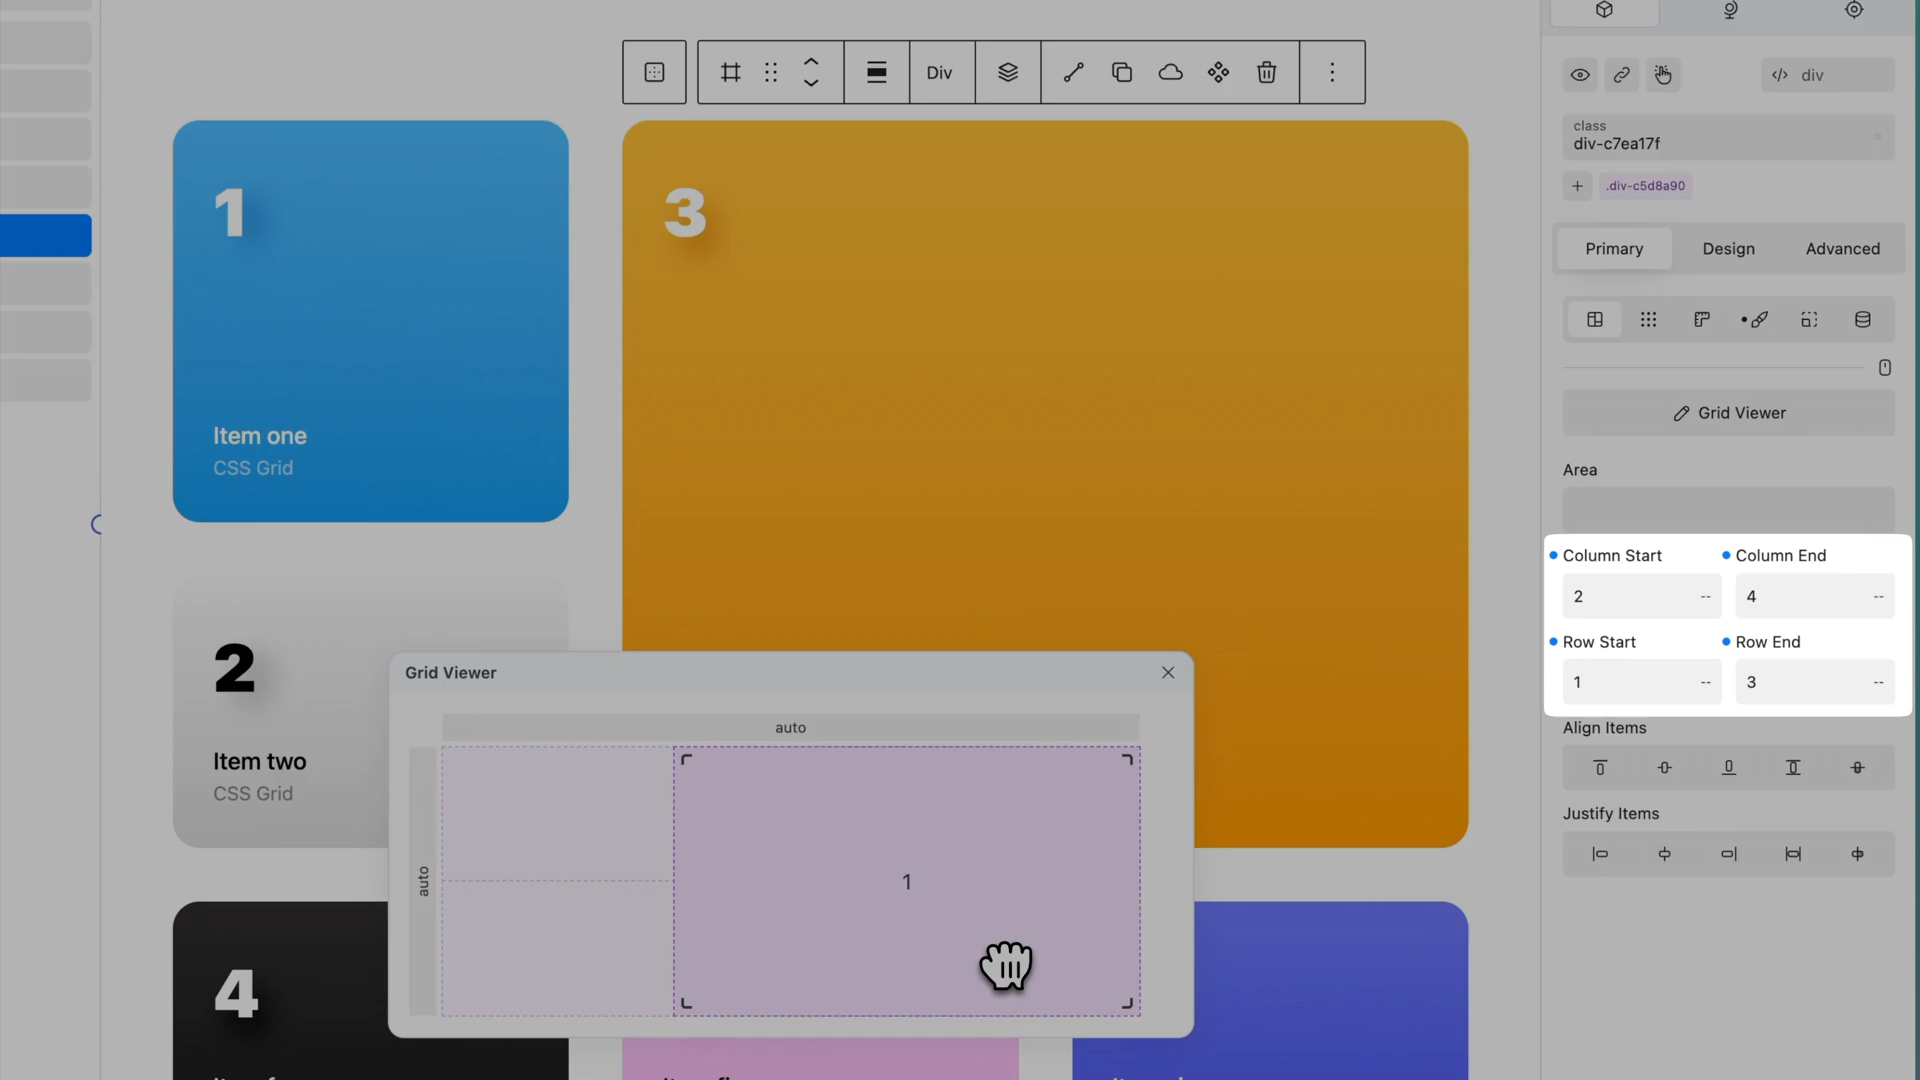 Div
</> div
class
div-c7ea17f
+ .div-c5d8a90
Primary Design Advanced
Grid Viewer
Area
Column Start Column End
2 -- 4 --
Row Start Row End
1 -- 3 --
Align Items
Justify Items
1
Item one
CSS Grid
3
2
Item two
CSS Grid
4
Grid Viewer
auto
auto
1